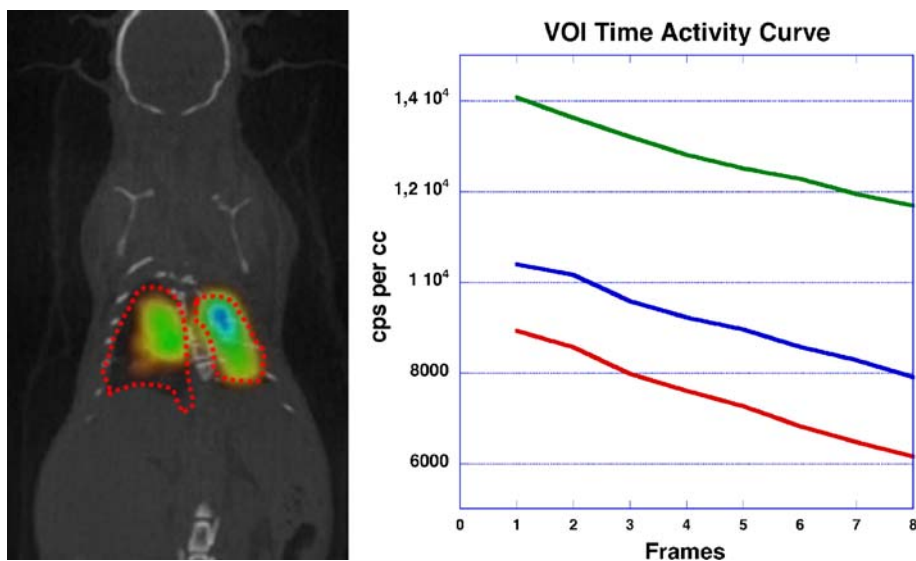 VOI Time Activity Curve
1,4 10⁴
1,2 10⁴
1 10⁴
8000
6000
cps per cc
0 1 2 3 4 5 6 7 8
Frames